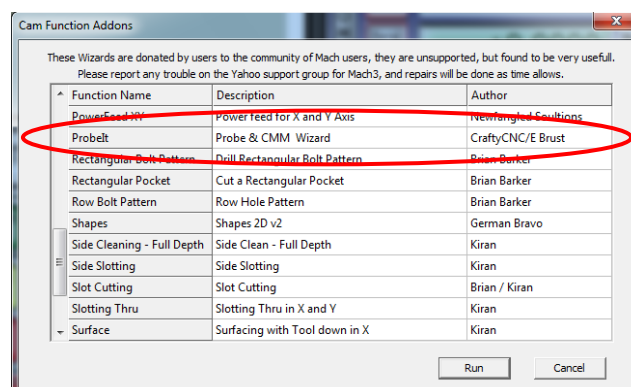 Cam Function Addons
These Wizards are donated by users to the community of Mach users, they are unsupported, but found to be very usefull.
Please report any trouble on the Yahoo support group for Mach3, and repairs will be done as time allows.
Function Name Description Author
PowerFeed XY Power feed for X and Y Axis Newfangled Soultions
ProbeIt Probe & CMM Wizard CraftyCNC/E Brust
Rectangular Bolt Pattern Drill Rectangular Bolt Pattern Brian Barker
Rectangular Pocket Cut a Rectangular Pocket Brian Barker
Row Bolt Pattern Row Hole Pattern Brian Barker
Shapes Shapes 2D v2 German Bravo
Side Cleaning - Full Depth Side Clean - Full Depth Kiran
Side Slotting Side Slotting Kiran
Slot Cutting Slot Cutting Brian / Kiran
Slotting Thru Slotting Thru in X and Y Kiran
Surface Surfacing with Tool down in X Kiran
Run Cancel